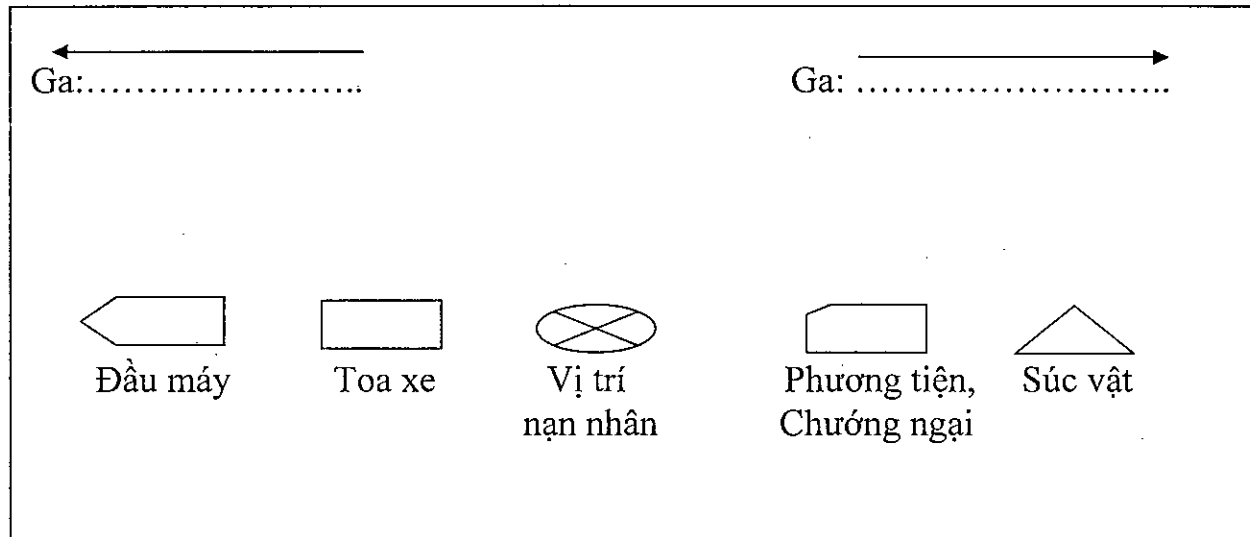 Ga:……………………..
Ga: ………………………..
Đầu máy
Toa xe
Vị trí
nạn nhân
Phương tiện,
Chướng ngại
Súc vật